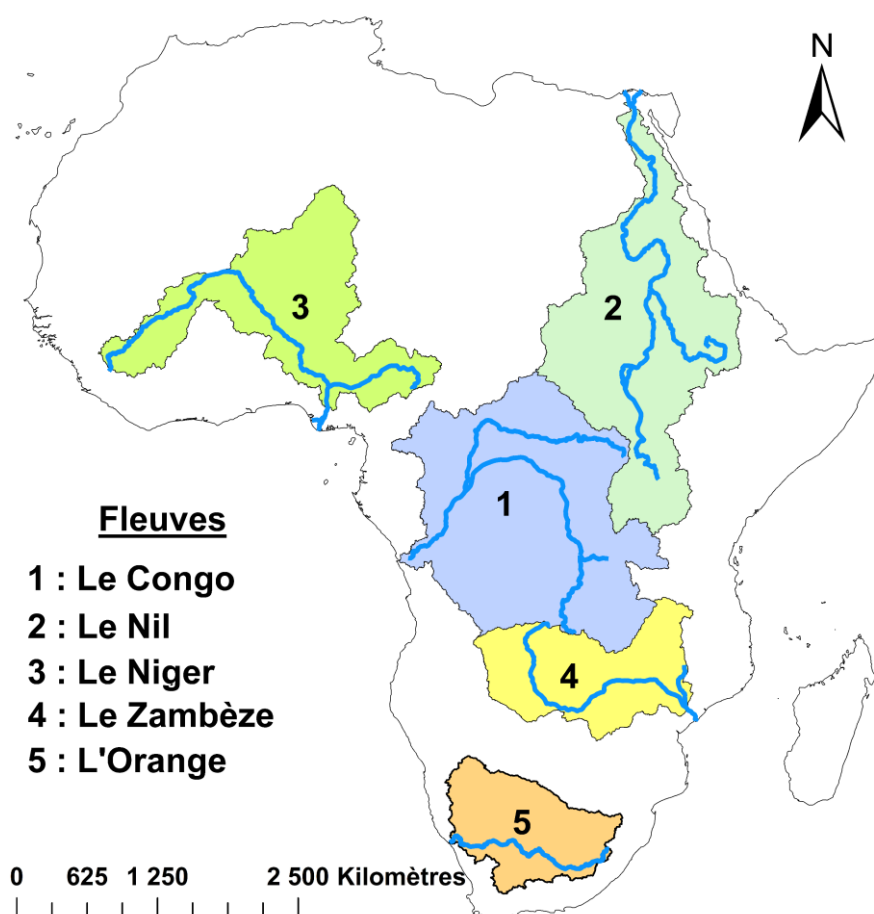 N
3
2
1
4
5
Fleuves
1 : Le Congo
2 : Le Nil
3 : Le Niger
4 : Le Zambèze
5 : L'Orange
0 625 1 250 2 500 Kilomètres